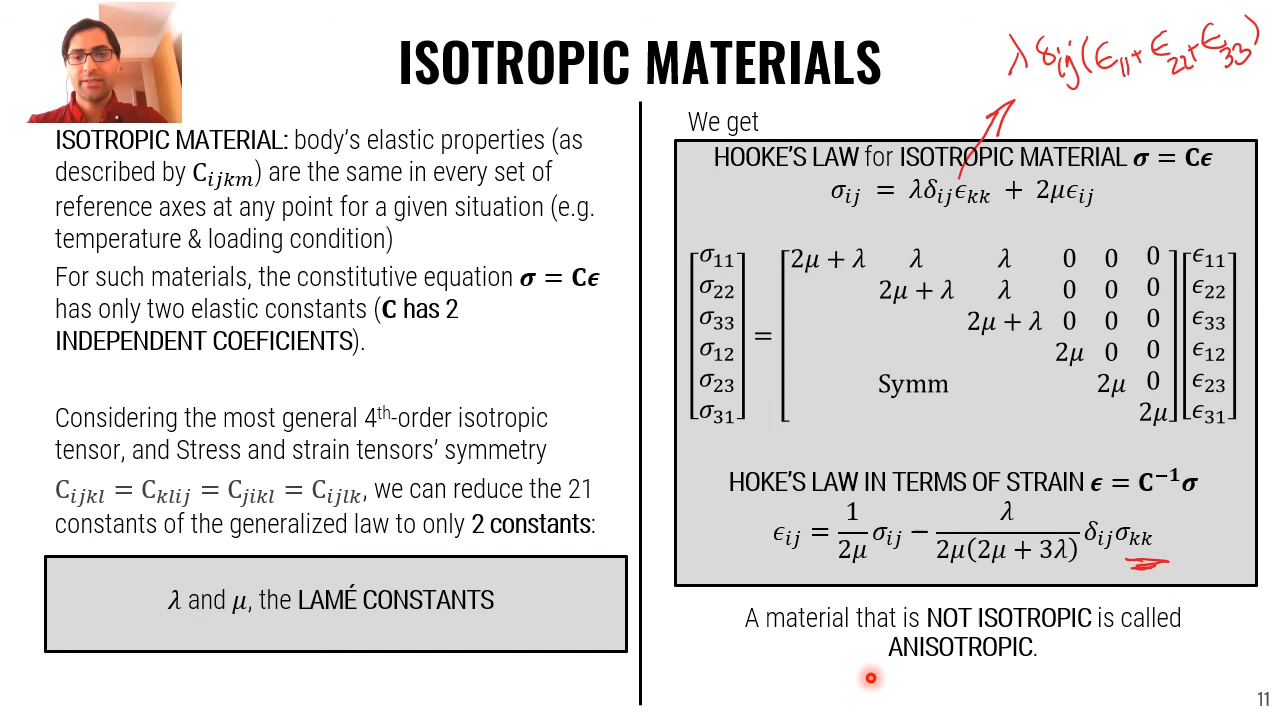 ISOTROPIC MATERIALS
λ δij(ϵ11+ϵ22+ϵ33)
ISOTROPIC MATERIAL: body's elastic properties (as
described by Cᵢⱼₖₘ) are the same in every set of
reference axes at any point for a given situation (e.g.
temperature & loading condition)
For such materials, the constitutive equation σ = Cϵ
has only two elastic constants (C has 2
INDEPENDENT COEFICIENTS).
Considering the most general 4th-order isotropic
tensor, and Stress and strain tensors' symmetry
Cijkl = Cklij = Cjikl = Cijlk, we can reduce the 21
constants of the generalized law to only 2 constants:
λ and μ, the LAMÉ CONSTANTS
We get
HOOKE'S LAW for ISOTROPIC MATERIAL σ = Cϵ
σij = λδijϵkk + 2μϵij
σ11 2μ + λ λ λ 0 0 0 ϵ11
σ22 2μ + λ λ 0 0 0 ϵ22
σ33 2μ + λ 0 0 0 ϵ33
= 
σ12 2μ 0 0 ϵ12
σ23 Symm 2μ 0 ϵ23
σ31 2μ ϵ31
HOKE'S LAW IN TERMS OF STRAIN ϵ = C⁻¹σ
ϵij = 1/2μ σij − λ/2μ(2μ + 3λ) δijσkk
A material that is NOT ISOTROPIC is called
ANISOTROPIC.
11